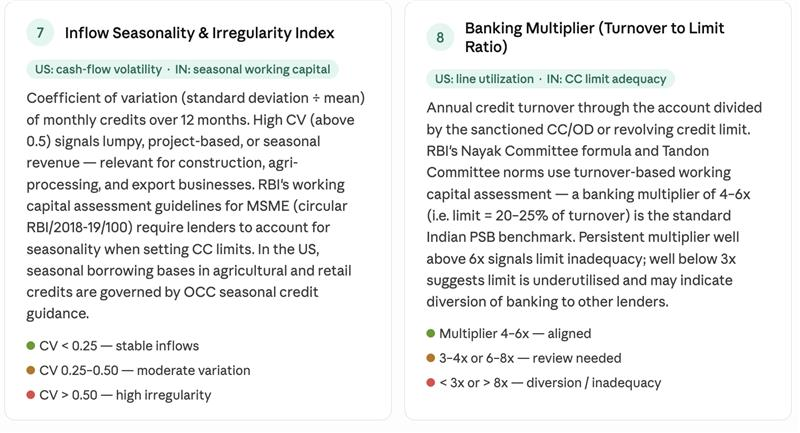 7
Inflow Seasonality & Irregularity Index
US: cash-flow volatility · IN: seasonal working capital
Coefficient of variation (standard deviation ÷ mean)
of monthly credits over 12 months. High CV (above
0.5) signals lumpy, project-based, or seasonal
revenue — relevant for construction, agri-
processing, and export businesses. RBI's working
capital assessment guidelines for MSME (circular
RBI/2018-19/100) require lenders to account for
seasonality when setting CC limits. In the US,
seasonal borrowing bases in agricultural and retail
credits are governed by OCC seasonal credit
guidance.
CV < 0.25 — stable inflows
CV 0.25–0.50 — moderate variation
CV > 0.50 — high irregularity
8
Banking Multiplier (Turnover to Limit
Ratio)
US: line utilization · IN: CC limit adequacy
Annual credit turnover through the account divided
by the sanctioned CC/OD or revolving credit limit.
RBI's Nayak Committee formula and Tandon
Committee norms use turnover-based working
capital assessment — a banking multiplier of 4–6x
(i.e. limit = 20–25% of turnover) is the standard
Indian PSB benchmark. Persistent multiplier well
above 6x signals limit inadequacy; well below 3x
suggests limit is underutilised and may indicate
diversion of banking to other lenders.
Multiplier 4–6x — aligned
3–4x or 6–8x — review needed
< 3x or > 8x — diversion / inadequacy